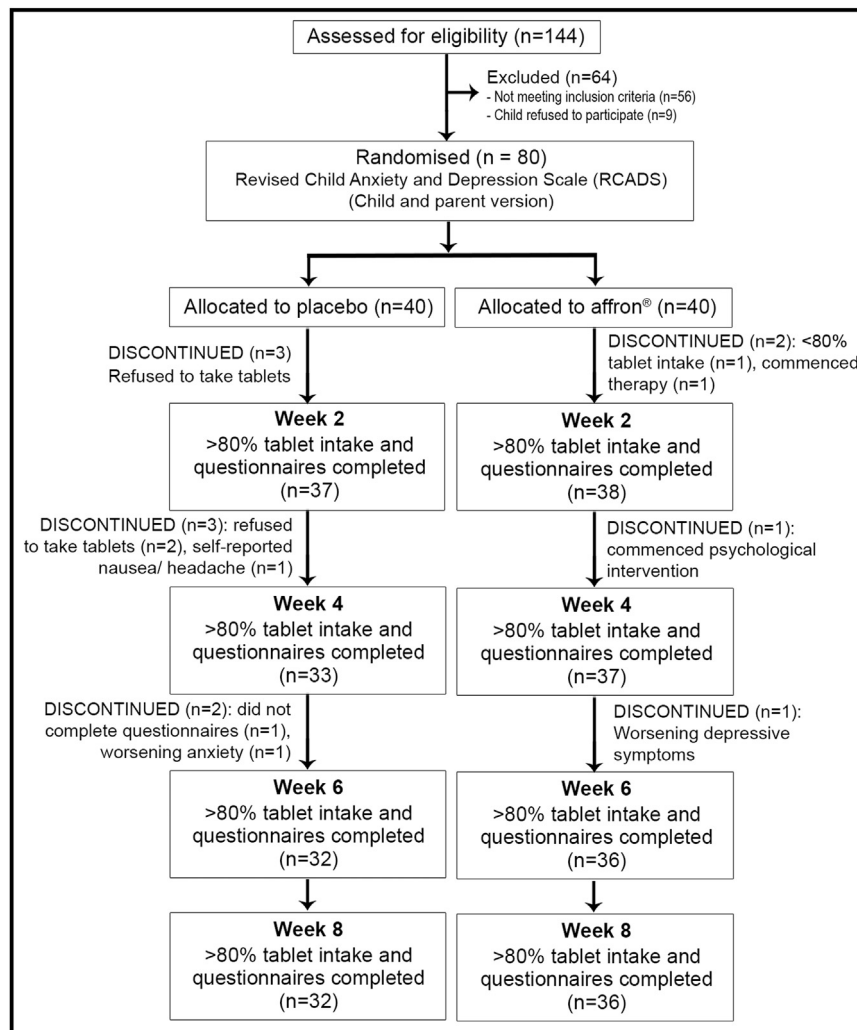 Assessed for eligibility (n=144)
Excluded (n=64)
- Not meeting inclusion criteria (n=56)
- Child refused to participate (n=9)
Randomised (n = 80)
Revised Child Anxiety and Depression Scale (RCADS)
(Child and parent version)
Allocated to placebo (n=40)
Allocated to affron® (n=40)
DISCONTINUED (n=3)
Refused to take tablets
DISCONTINUED (n=2): <80%
tablet intake (n=1), commenced
therapy (n=1)
Week 2
>80% tablet intake and
questionnaires completed
(n=37)
Week 2
>80% tablet intake and
questionnaires completed
(n=38)
DISCONTINUED (n=3): refused
to take tablets (n=2), self-reported
nausea/ headache (n=1)
DISCONTINUED (n=1):
commenced psychological
intervention
Week 4
>80% tablet intake and
questionnaires completed
(n=33)
Week 4
>80% tablet intake and
questionnaires completed
(n=37)
DISCONTINUED (n=2): did not
complete questionnaires (n=1),
worsening anxiety (n=1)
DISCONTINUED (n=1):
Worsening depressive
symptoms
Week 6
>80% tablet intake and
questionnaires completed
(n=32)
Week 6
>80% tablet intake and
questionnaires completed
(n=36)
Week 8
>80% tablet intake and
questionnaires completed
(n=32)
Week 8
>80% tablet intake and
questionnaires completed
(n=36)